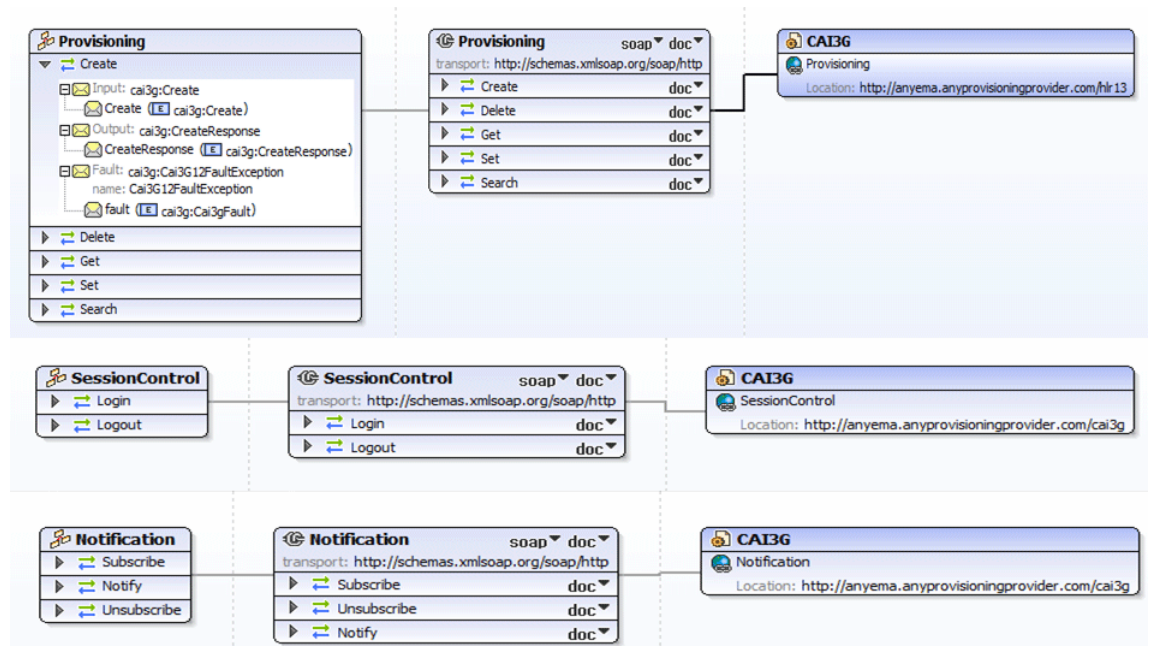 Provisioning
Create
Input: cai3g:Create
Create (E cai3g:Create)
Output: cai3g:CreateResponse
CreateResponse (E cai3g:CreateResponse)
Fault: cai3g:Cai3G12FaultException
name: Cai3G12FaultException
fault (E cai3g:Cai3gFault)
Delete
Get
Set
Search
Provisioning soap doc
transport: http://schemas.xmlsoap.org/soap/http
Create doc
Delete doc
Get doc
Set doc
Search doc
CAI3G
Provisioning
Location: http://anyema.anyprovisioningprovider.com/hlr13
SessionControl
Login
Logout
SessionControl soap doc
transport: http://schemas.xmlsoap.org/soap/http
Login doc
Logout doc
CAI3G
SessionControl
Location: http://anyema.anyprovisioningprovider.com/cai3g
Notification
Subscribe
Notify
Unsubscribe
Notification soap doc
transport: http://schemas.xmlsoap.org/soap/http
Subscribe doc
Unsubscribe doc
Notify doc
CAI3G
Notification
Location: http://anyema.anyprovisioningprovider.com/cai3g